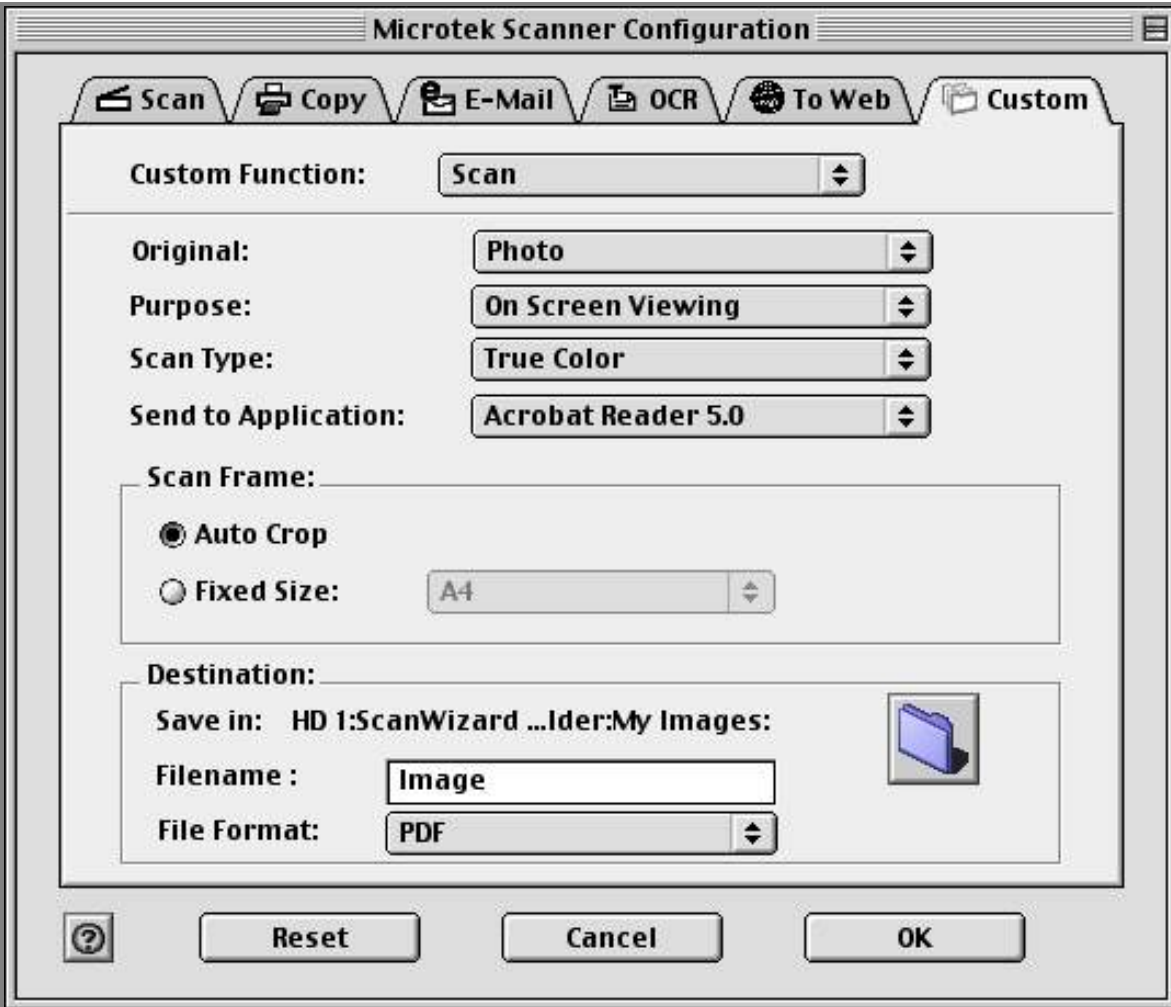 Microtek Scanner Configuration
Scan Copy E-Mail OCR To Web Custom
Custom Function: Scan
Original: Photo
Purpose: On Screen Viewing
Scan Type: True Color
Send to Application: Acrobat Reader 5.0
Scan Frame:
Auto Crop
Fixed Size: A4
Destination:
Save in: HD 1:ScanWizard ...lder:My Images:
Filename : Image
File Format: PDF
? Reset Cancel OK